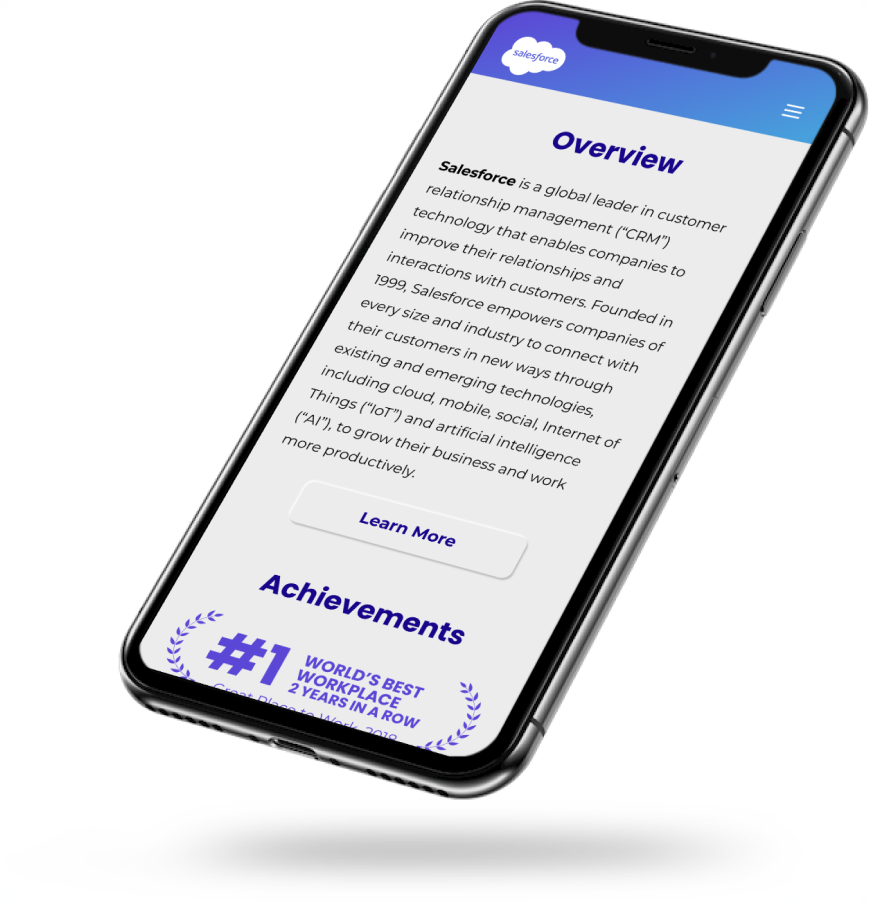 salesforce
Overview
Salesforce is a global leader in customer
relationship management (“CRM”)
technology that enables companies to
improve their relationships and
interactions with customers. Founded in
1999, Salesforce empowers companies of
every size and industry to connect with
their customers in new ways through
existing and emerging technologies,
including cloud, mobile, social, Internet of
Things (“IoT”) and artificial intelligence
(“AI”), to grow their business and work
more productively.
Learn More
Achievements
#1
WORLD’S BEST
WORKPLACE
2 YEARS IN A ROW
Great Place to Work, 2018